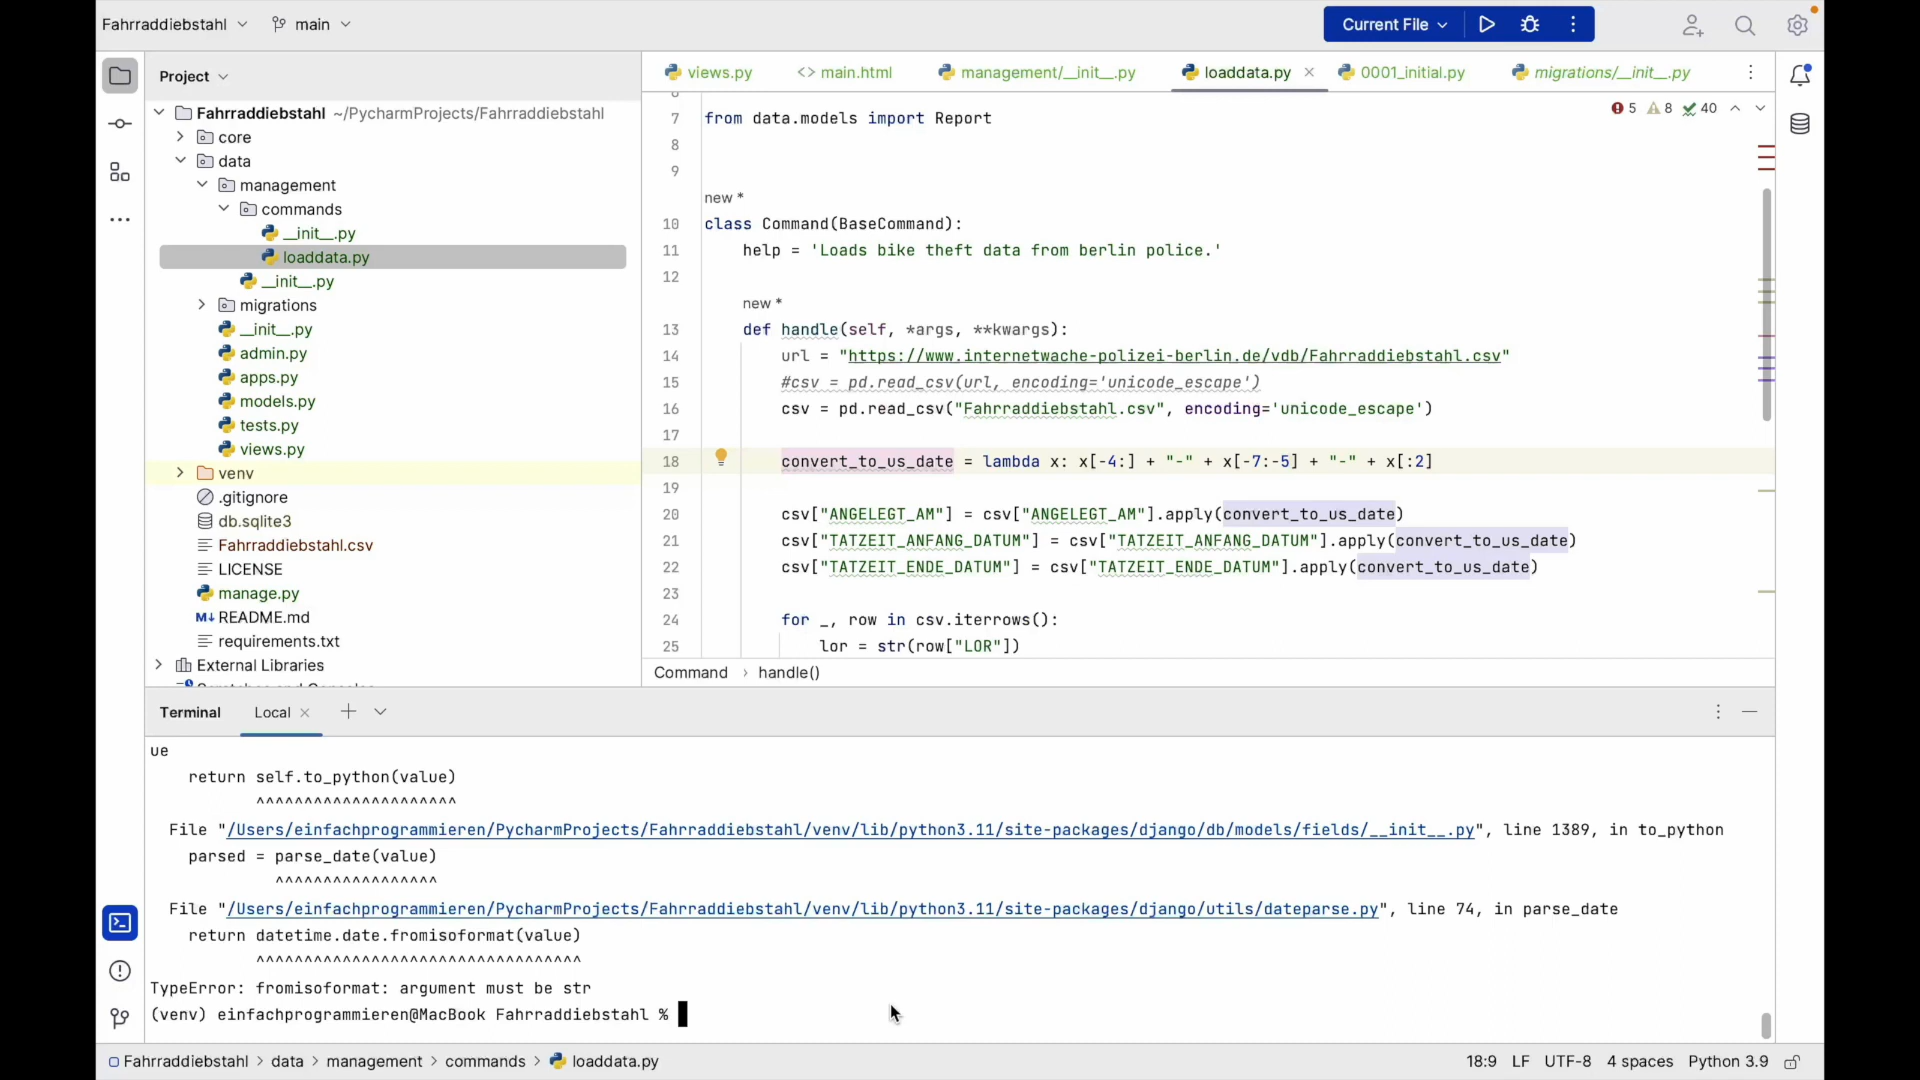 Fahrraddiebstahl
main
Current File
Project
Fahrraddiebstahl ~/PycharmProjects/Fahrraddiebstahl
core
data
management
commands
__init__.py
loaddata.py
__init__.py
migrations
__init__.py
admin.py
apps.py
models.py
tests.py
views.py
venv
.gitignore
db.sqlite3
Fahrraddiebstahl.csv
LICENSE
manage.py
M↓ README.md
requirements.txt
External Libraries
views.py
<> main.html
management/__init__.py
loaddata.py
0001_initial.py
migrations/__init__.py
5 8 40
7 from data.models import Report
8
9
new *
10 class Command(BaseCommand):
11 help = 'Loads bike theft data from berlin police.'
12
new *
13 def handle(self, *args, **kwargs):
14 url = "https://www.internetwache-polizei-berlin.de/vdb/Fahrraddiebstahl.csv"
15 #csv = pd.read_csv(url, encoding='unicode_escape')
16 csv = pd.read_csv("Fahrraddiebstahl.csv", encoding='unicode_escape')
17
18 convert_to_us_date = lambda x: x[-4:] + "-" + x[-7:-5] + "-" + x[:2]
19
20 csv["ANGELEGT_AM"] = csv["ANGELEGT_AM"].apply(convert_to_us_date)
21 csv["TATZEIT_ANFANG_DATUM"] = csv["TATZEIT_ANFANG_DATUM"].apply(convert_to_us_date)
22 csv["TATZEIT_ENDE_DATUM"] = csv["TATZEIT_ENDE_DATUM"].apply(convert_to_us_date)
23
24 for _, row in csv.iterrows():
25 lor = str(row["LOR"])
Command › handle()
Terminal Local
ue
return self.to_python(value)
^^^^^^^^^^^^^^^^^^^^^
File "/Users/einfachprogrammieren/PycharmProjects/Fahrraddiebstahl/venv/lib/python3.11/site-packages/django/db/models/fields/__init__.py", line 1389, in to_python
parsed = parse_date(value)
^^^^^^^^^^^^^^^^^
File "/Users/einfachprogrammieren/PycharmProjects/Fahrraddiebstahl/venv/lib/python3.11/site-packages/django/utils/dateparse.py", line 74, in parse_date
return datetime.date.fromisoformat(value)
^^^^^^^^^^^^^^^^^^^^^^^^^^^^^^^^^^
TypeError: fromisoformat: argument must be str
(venv) einfachprogrammieren@MacBook Fahrraddiebstahl %
Fahrraddiebstahl › data › management › commands › loaddata.py
18:9 LF UTF-8 4 spaces Python 3.9